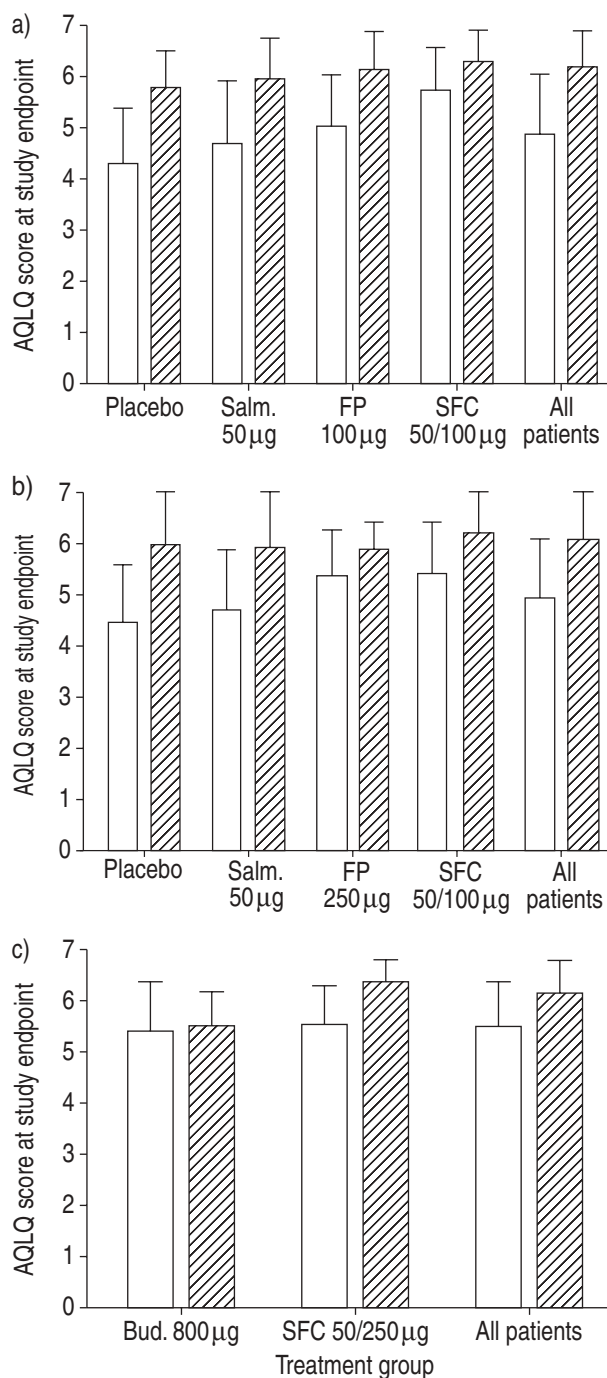 a)
7
6
5
4
3
2
1
0
AQLQ score at study endpoint
Placebo Salm. FP SFC All
50 µg 100 µg 50/100 µg patients
b)
7
6
5
4
3
2
1
0
AQLQ score at study endpoint
Placebo Salm. FP SFC All
50 µg 250 µg 50/100 µg patients
c)
7
6
5
4
3
2
1
0
AQLQ score at study endpoint
Bud. 800 µg SFC 50/250 µg All patients
Treatment group